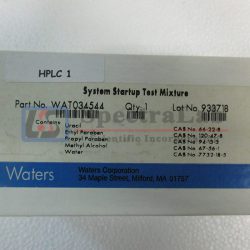 HPLC 1
System Startup Test Mixture
Part No. WAT034544 Qty. 1 Lot No. 933718
Contains
Uracil CAS No. 66-22-8
Ethyl Paraben CAS No. 120-47-8
Propyl Paraben CAS No. 94-13-3
Methyl Alcohol CAS No. 67-56-1
Water CAS No. 7732-18-5
SpectraLab
Scientific Inc.
Waters
Waters Corporation
34 Maple Street, Milford, MA 01757